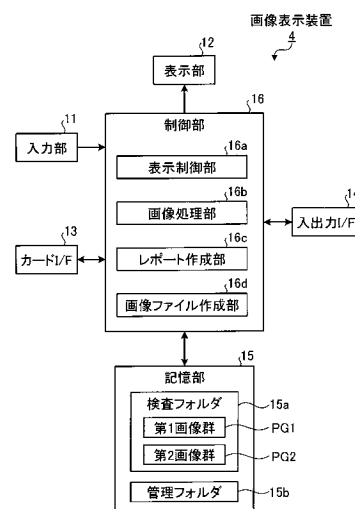 画像表示装置
4
12
表示部
16
制御部
11
入力部
16a
表示制御部
16b
画像処理部
14
入出力I/F
13
カードI/F
16c
レポート作成部
16d
画像ファイル作成部
15
記憶部
検査フォルダ
15a
第1画像群
PG1
第2画像群
PG2
管理フォルダ
15b